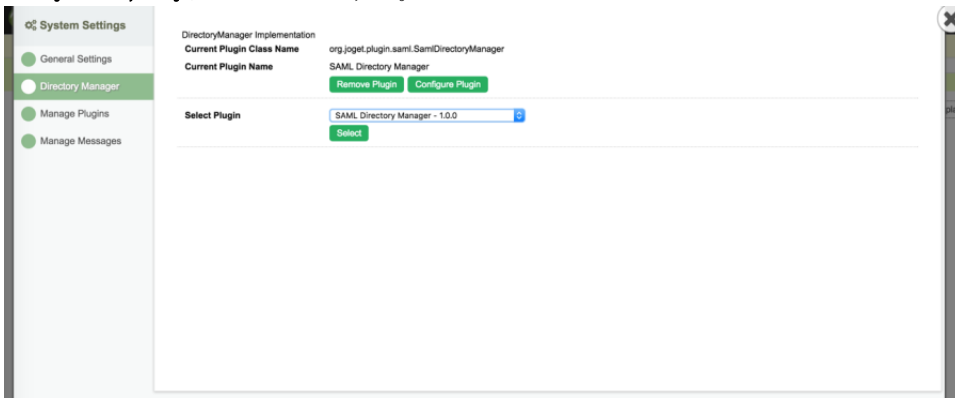 System Settings
General Settings
Directory Manager
Manage Plugins
Manage Messages
DirectoryManager Implementation
Current Plugin Class Name org.joget.plugin.saml.SamlDirectoryManager
Current Plugin Name SAML Directory Manager
Remove Plugin Configure Plugin
Select Plugin SAML Directory Manager - 1.0.0
Select